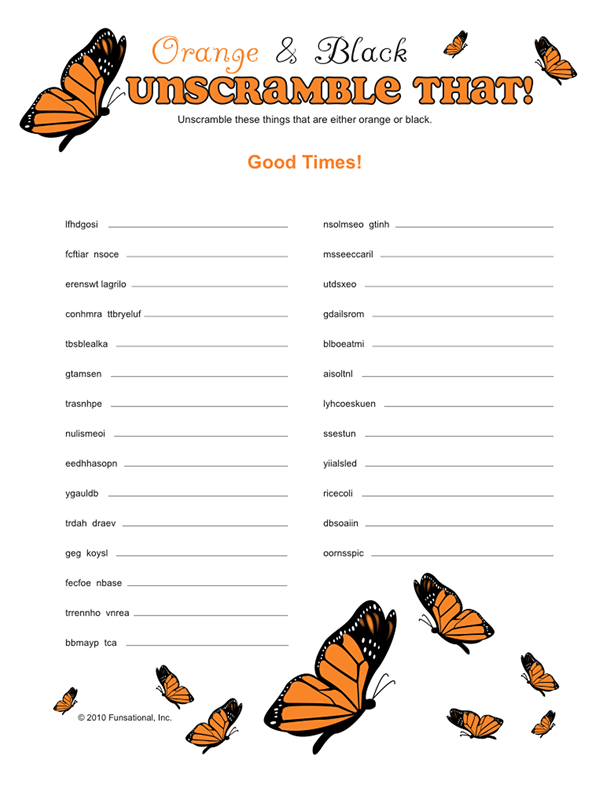 Orange & Black
UNSCRAMBLE THAT!
Unscramble these things that are either orange or black.
Good Times!
lfhdgosi
fcftiar nsoce
erenswt lagrilo
conhmra ttbryeluf
tbsblealka
gtamsen
trasnhpe
nulismeoi
eedhhasopn
ygauldb
trdah draev
geg koysl
fecfoe nbase
trrennho vnrea
bbmayp tca
nsolmseo gtinh
msseeccaril
utdsxeo
gdailsrom
blboeatmi
aisoltnl
lyhcoeskuen
ssestun
yiialsled
ricecoli
dbsoaiin
oornsspic
© 2010 Funsational, Inc.